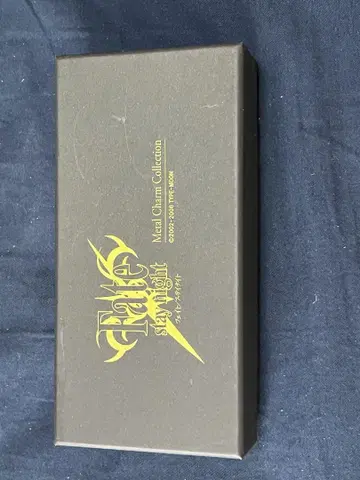 Fate
stay night
フェイト/ステイナイト
Metal Charm Collection
©2002-2006 TYPE-MOON